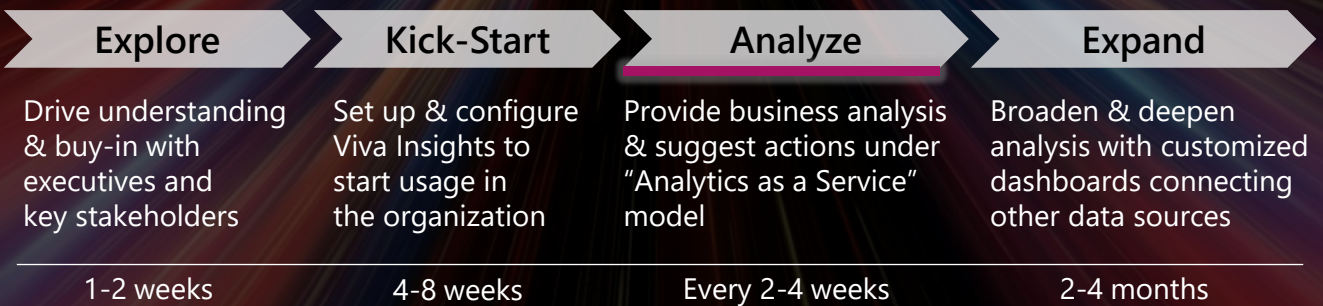 Explore
Kick-Start
Analyze
Expand
Drive understanding
& buy-in with
executives and
key stakeholders
Set up & configure
Viva Insights to
start usage in
the organization
Provide business analysis
& suggest actions under
“Analytics as a Service”
model
Broaden & deepen
analysis with customized
dashboards connecting
other data sources
1-2 weeks
4-8 weeks
Every 2-4 weeks
2-4 months